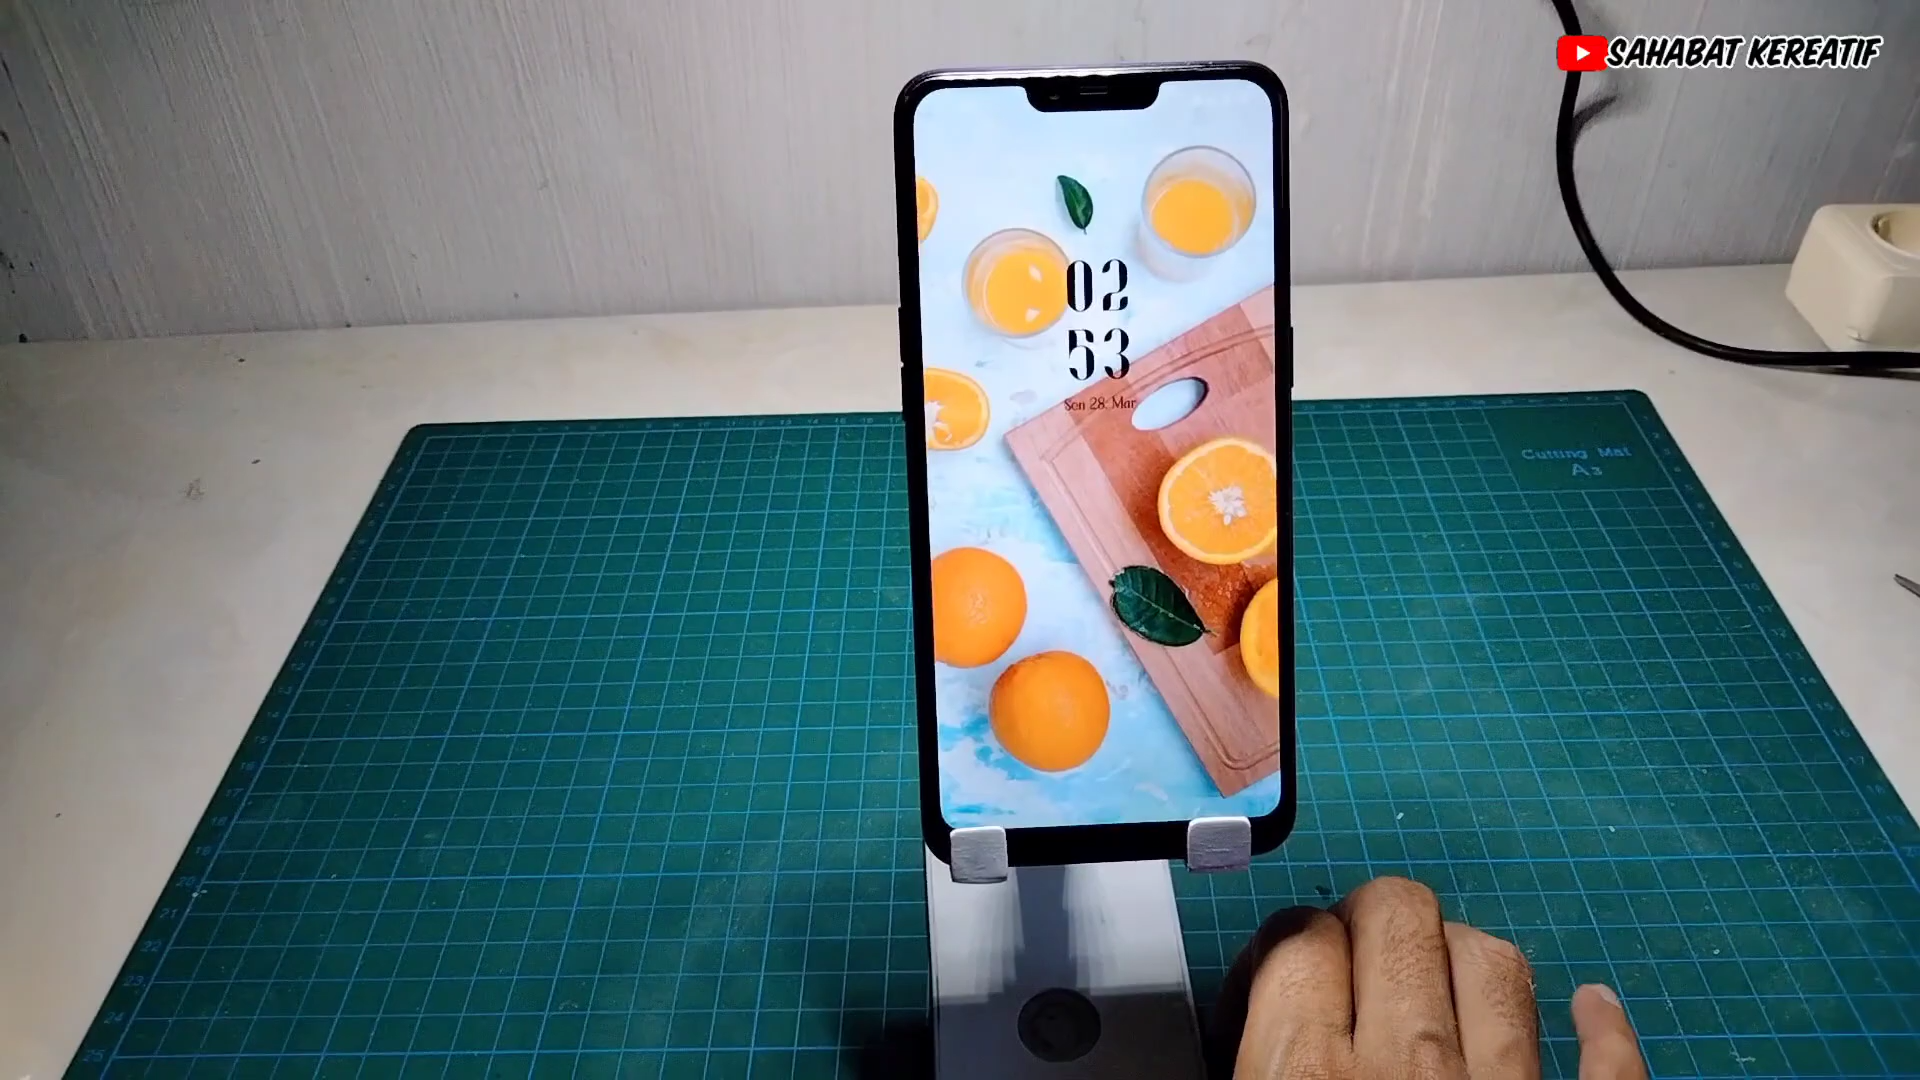 SAHABAT KEREATIF
02
53
Sen 28. Mar
Cutting Mat
A3